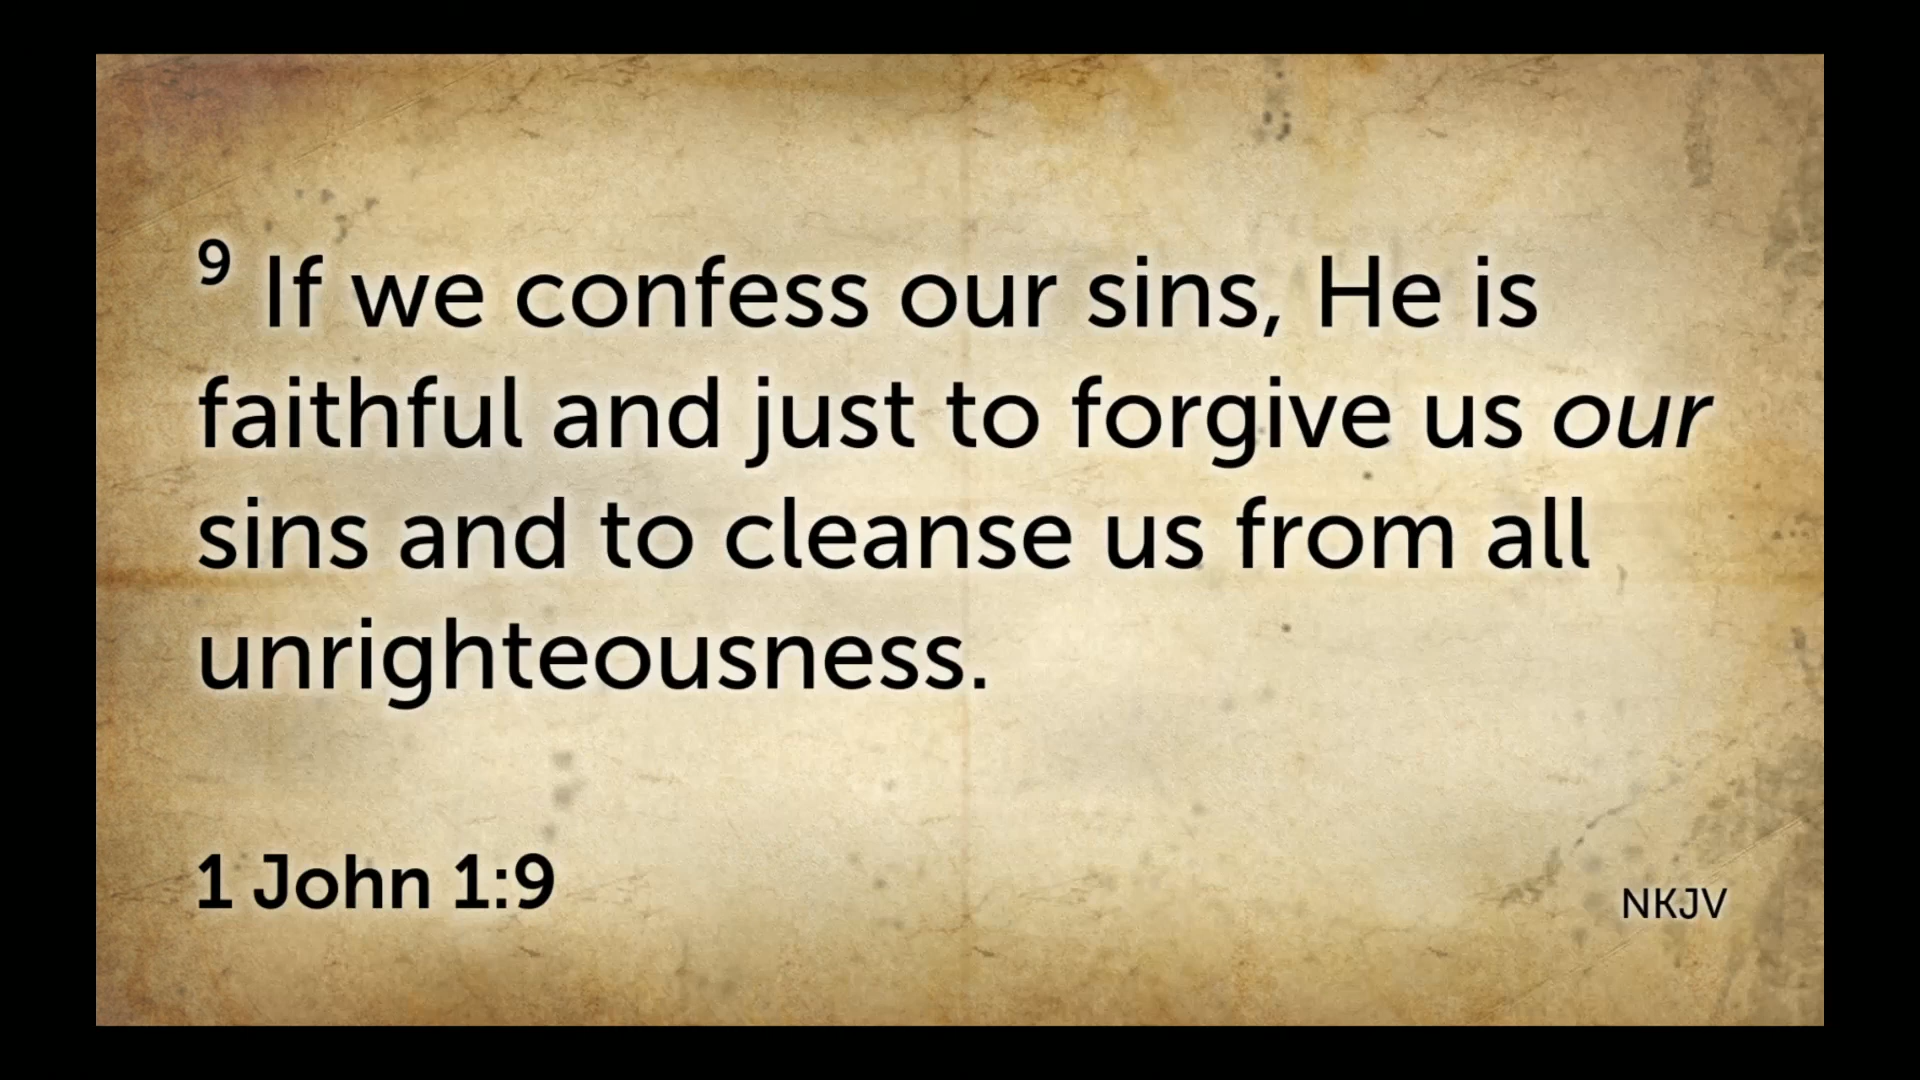 9 If we confess our sins, He is
faithful and just to forgive us our
sins and to cleanse us from all
unrighteousness.
1 John 1:9
NKJV